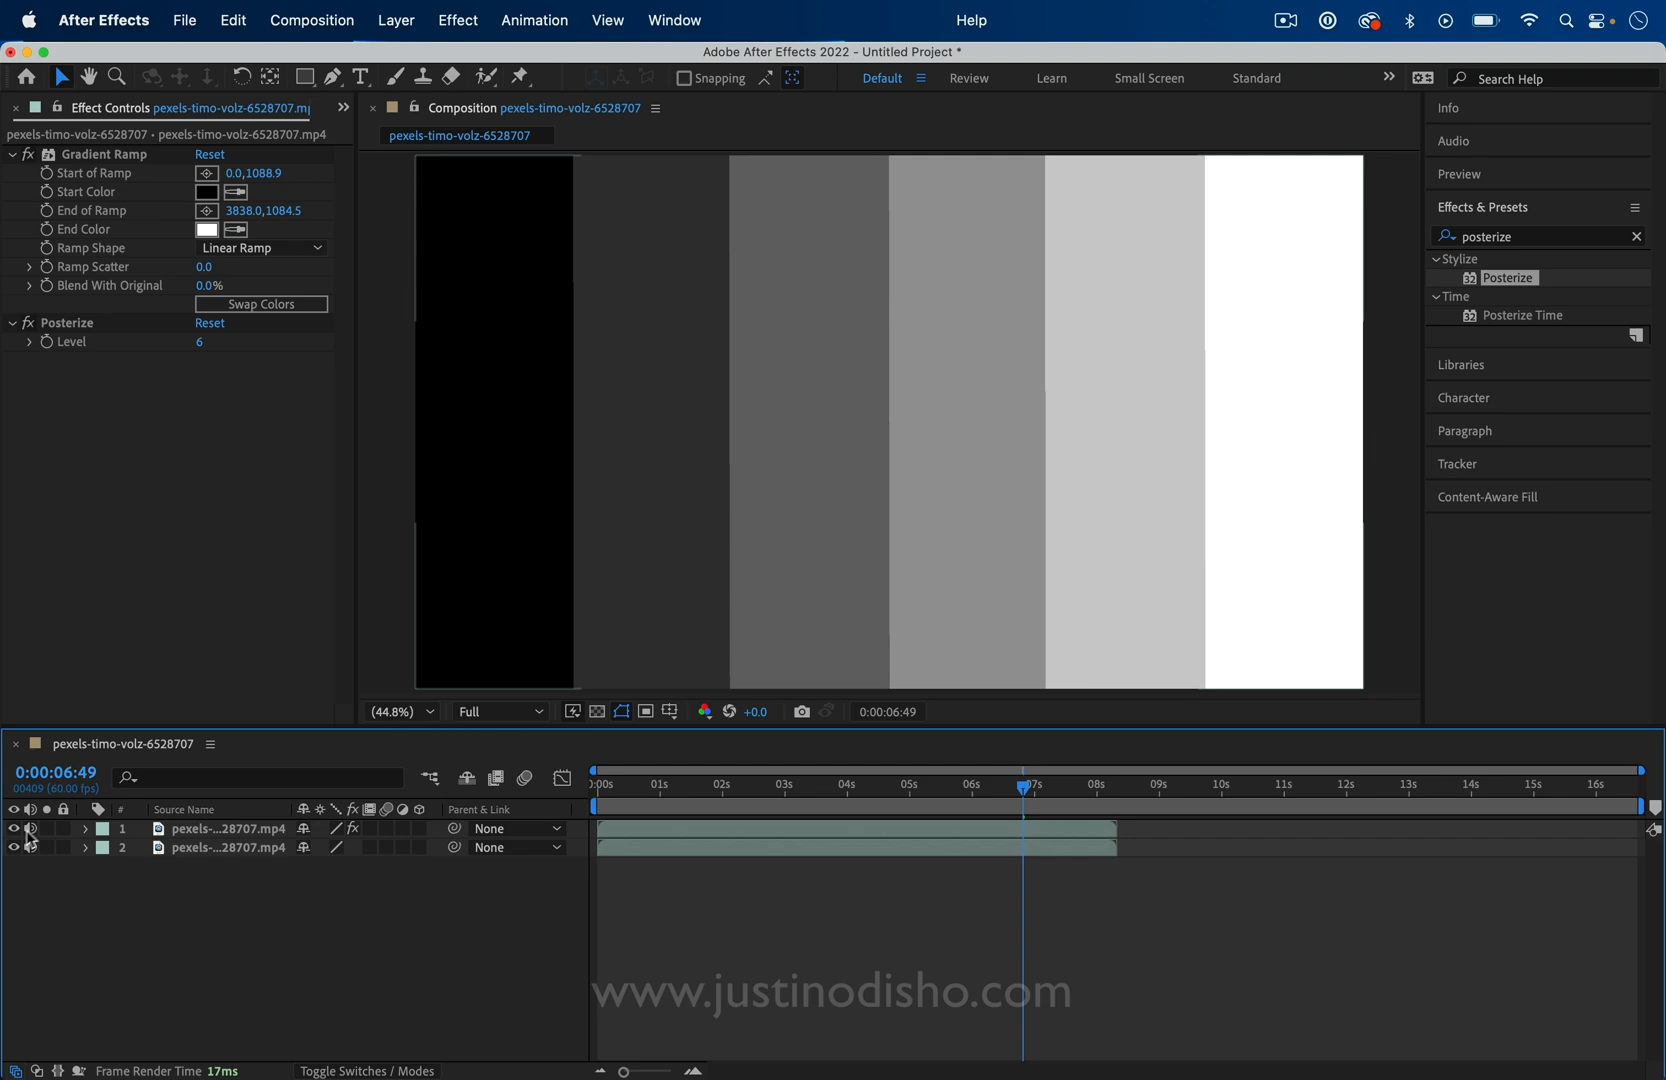 After Effects File Edit Composition Layer Effect Animation View Window Help
Adobe After Effects 2022 - Untitled Project *
Snapping Default Review Learn Small Screen Standard Search Help
Effect Controls pexels-timo-volz-6528707.mp
Composition pexels-timo-volz-6528707
pexels-timo-volz-6528707 • pexels-timo-volz-6528707.mp4
pexels-timo-volz-6528707
Gradient Ramp Reset
Start of Ramp 0.0,1088.9
Start Color
End of Ramp 3838.0,1084.5
End Color
Ramp Shape Linear Ramp
Ramp Scatter 0.0
Blend With Original 0.0%
Swap Colors
Posterize Reset
Level 6
Info
Audio
Preview
Effects & Presets
posterize
Stylize
32 Posterize
Time
32 Posterize Time
Libraries
Character
Paragraph
Tracker
Content-Aware Fill
(44.8%) Full +0.0 0:00:06:49
pexels-timo-volz-6528707
0:00:06:49
00409 (60.00 fps)
):00s 01s 02s 03s 04s 05s 06s 07s 08s 09s 10s 11s 12s 13s 14s 15s 16s
# Source Name fx Parent & Link
1 pexels-...28707.mp4 fx None
2 pexels-...28707.mp4 None
www.justinodisho.com
Frame Render Time 17ms Toggle Switches / Modes